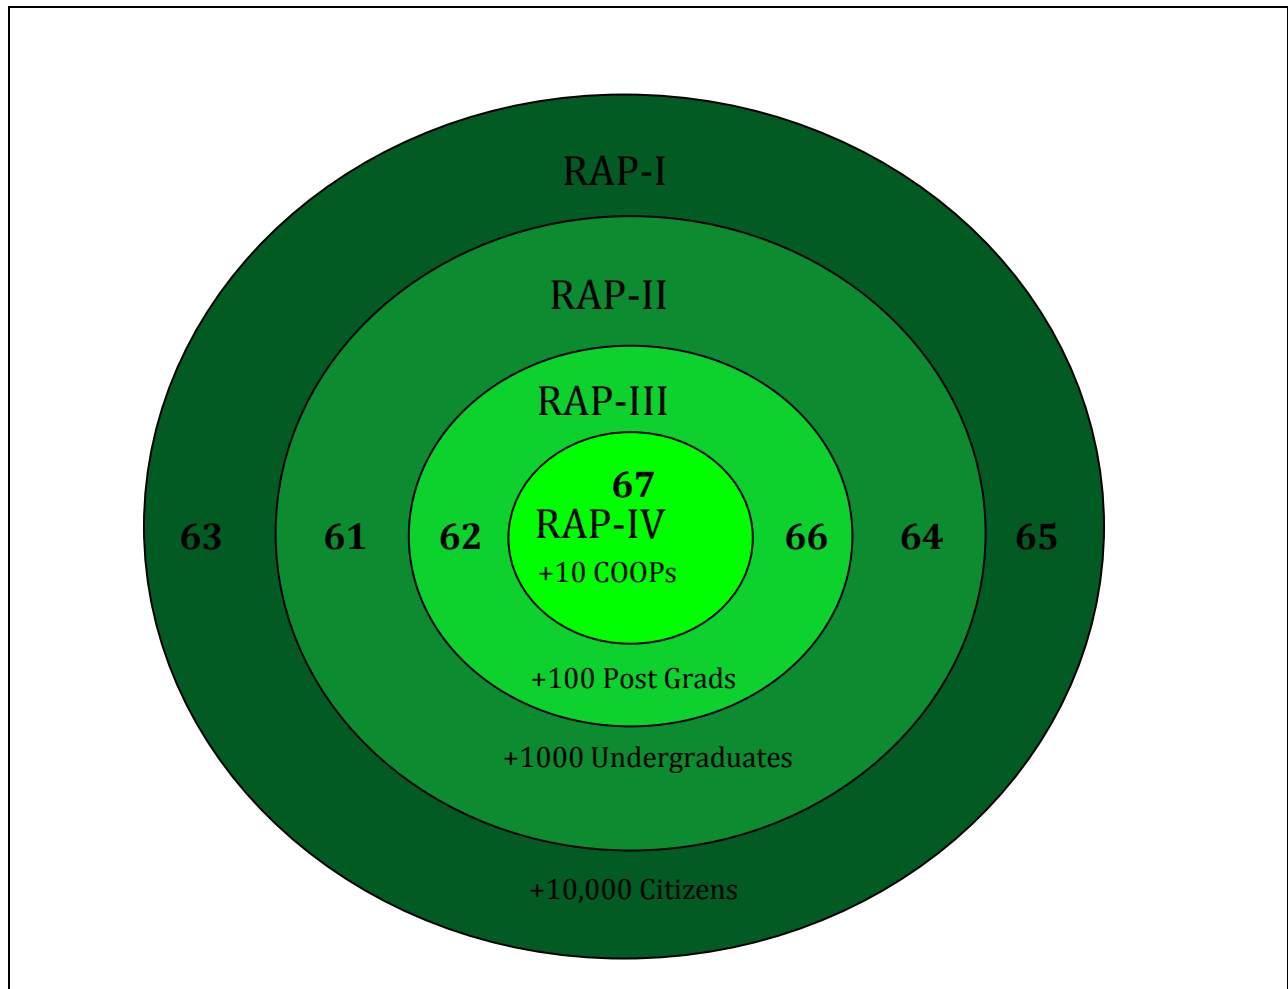 RAP-I
RAP-II
RAP-III
67
RAP-IV
63 61 62 66 64 65
+10 COOPs
+100 Post Grads
+1000 Undergraduates
+10,000 Citizens